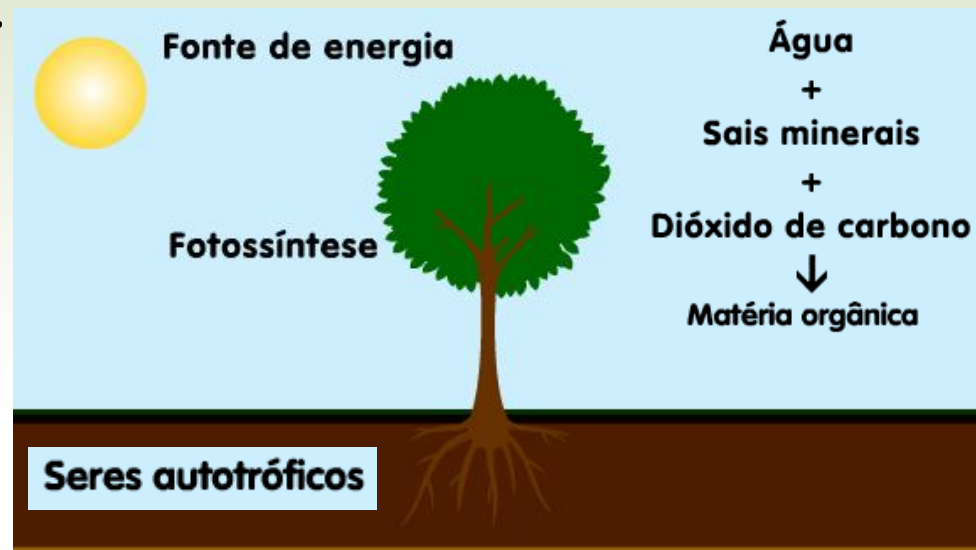 Fonte de energia
Água
+
Sais minerais
+
Dióxido de carbono
↓
Matéria orgânica
Fotossíntese
Seres autotróficos